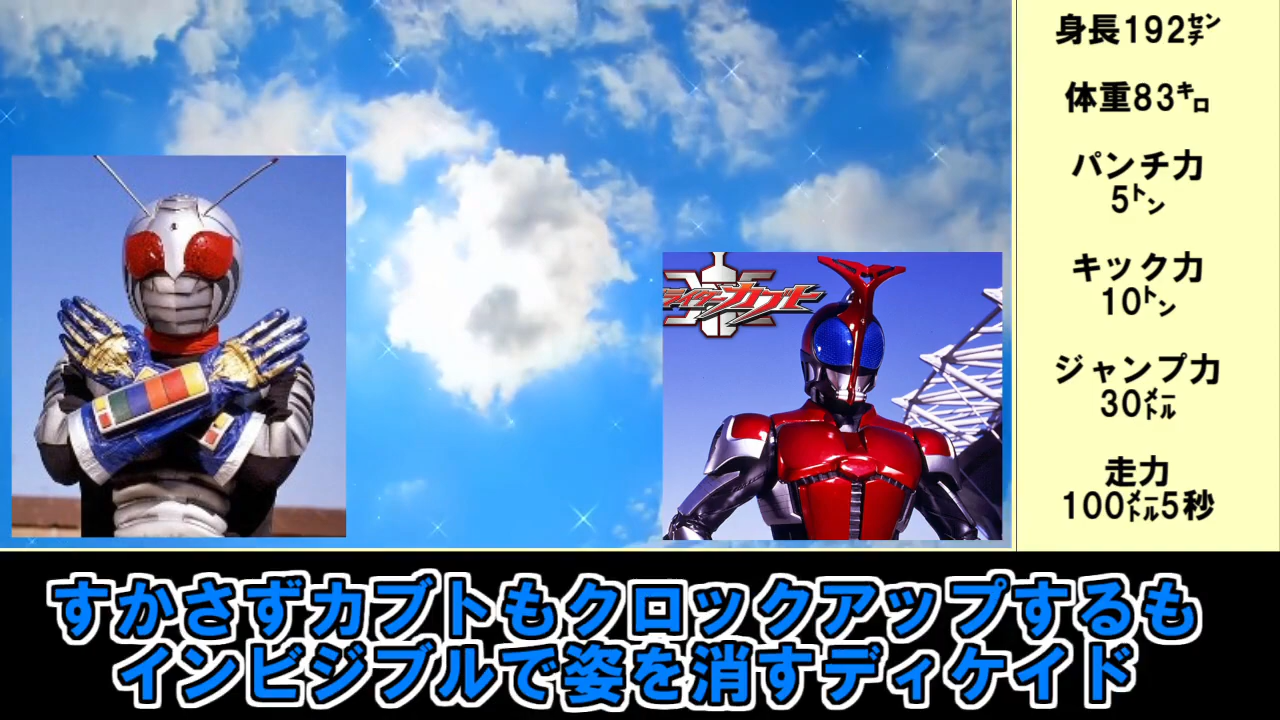 身長192㌢
体重83㌔
パンチ力
5㌧
キック力
10㌧
ジャンプ力
30㍍
走力
100㍍5秒
ライダーカブト
すかさずカブトもクロックアップするも
インビジブルで姿を消すディケイド